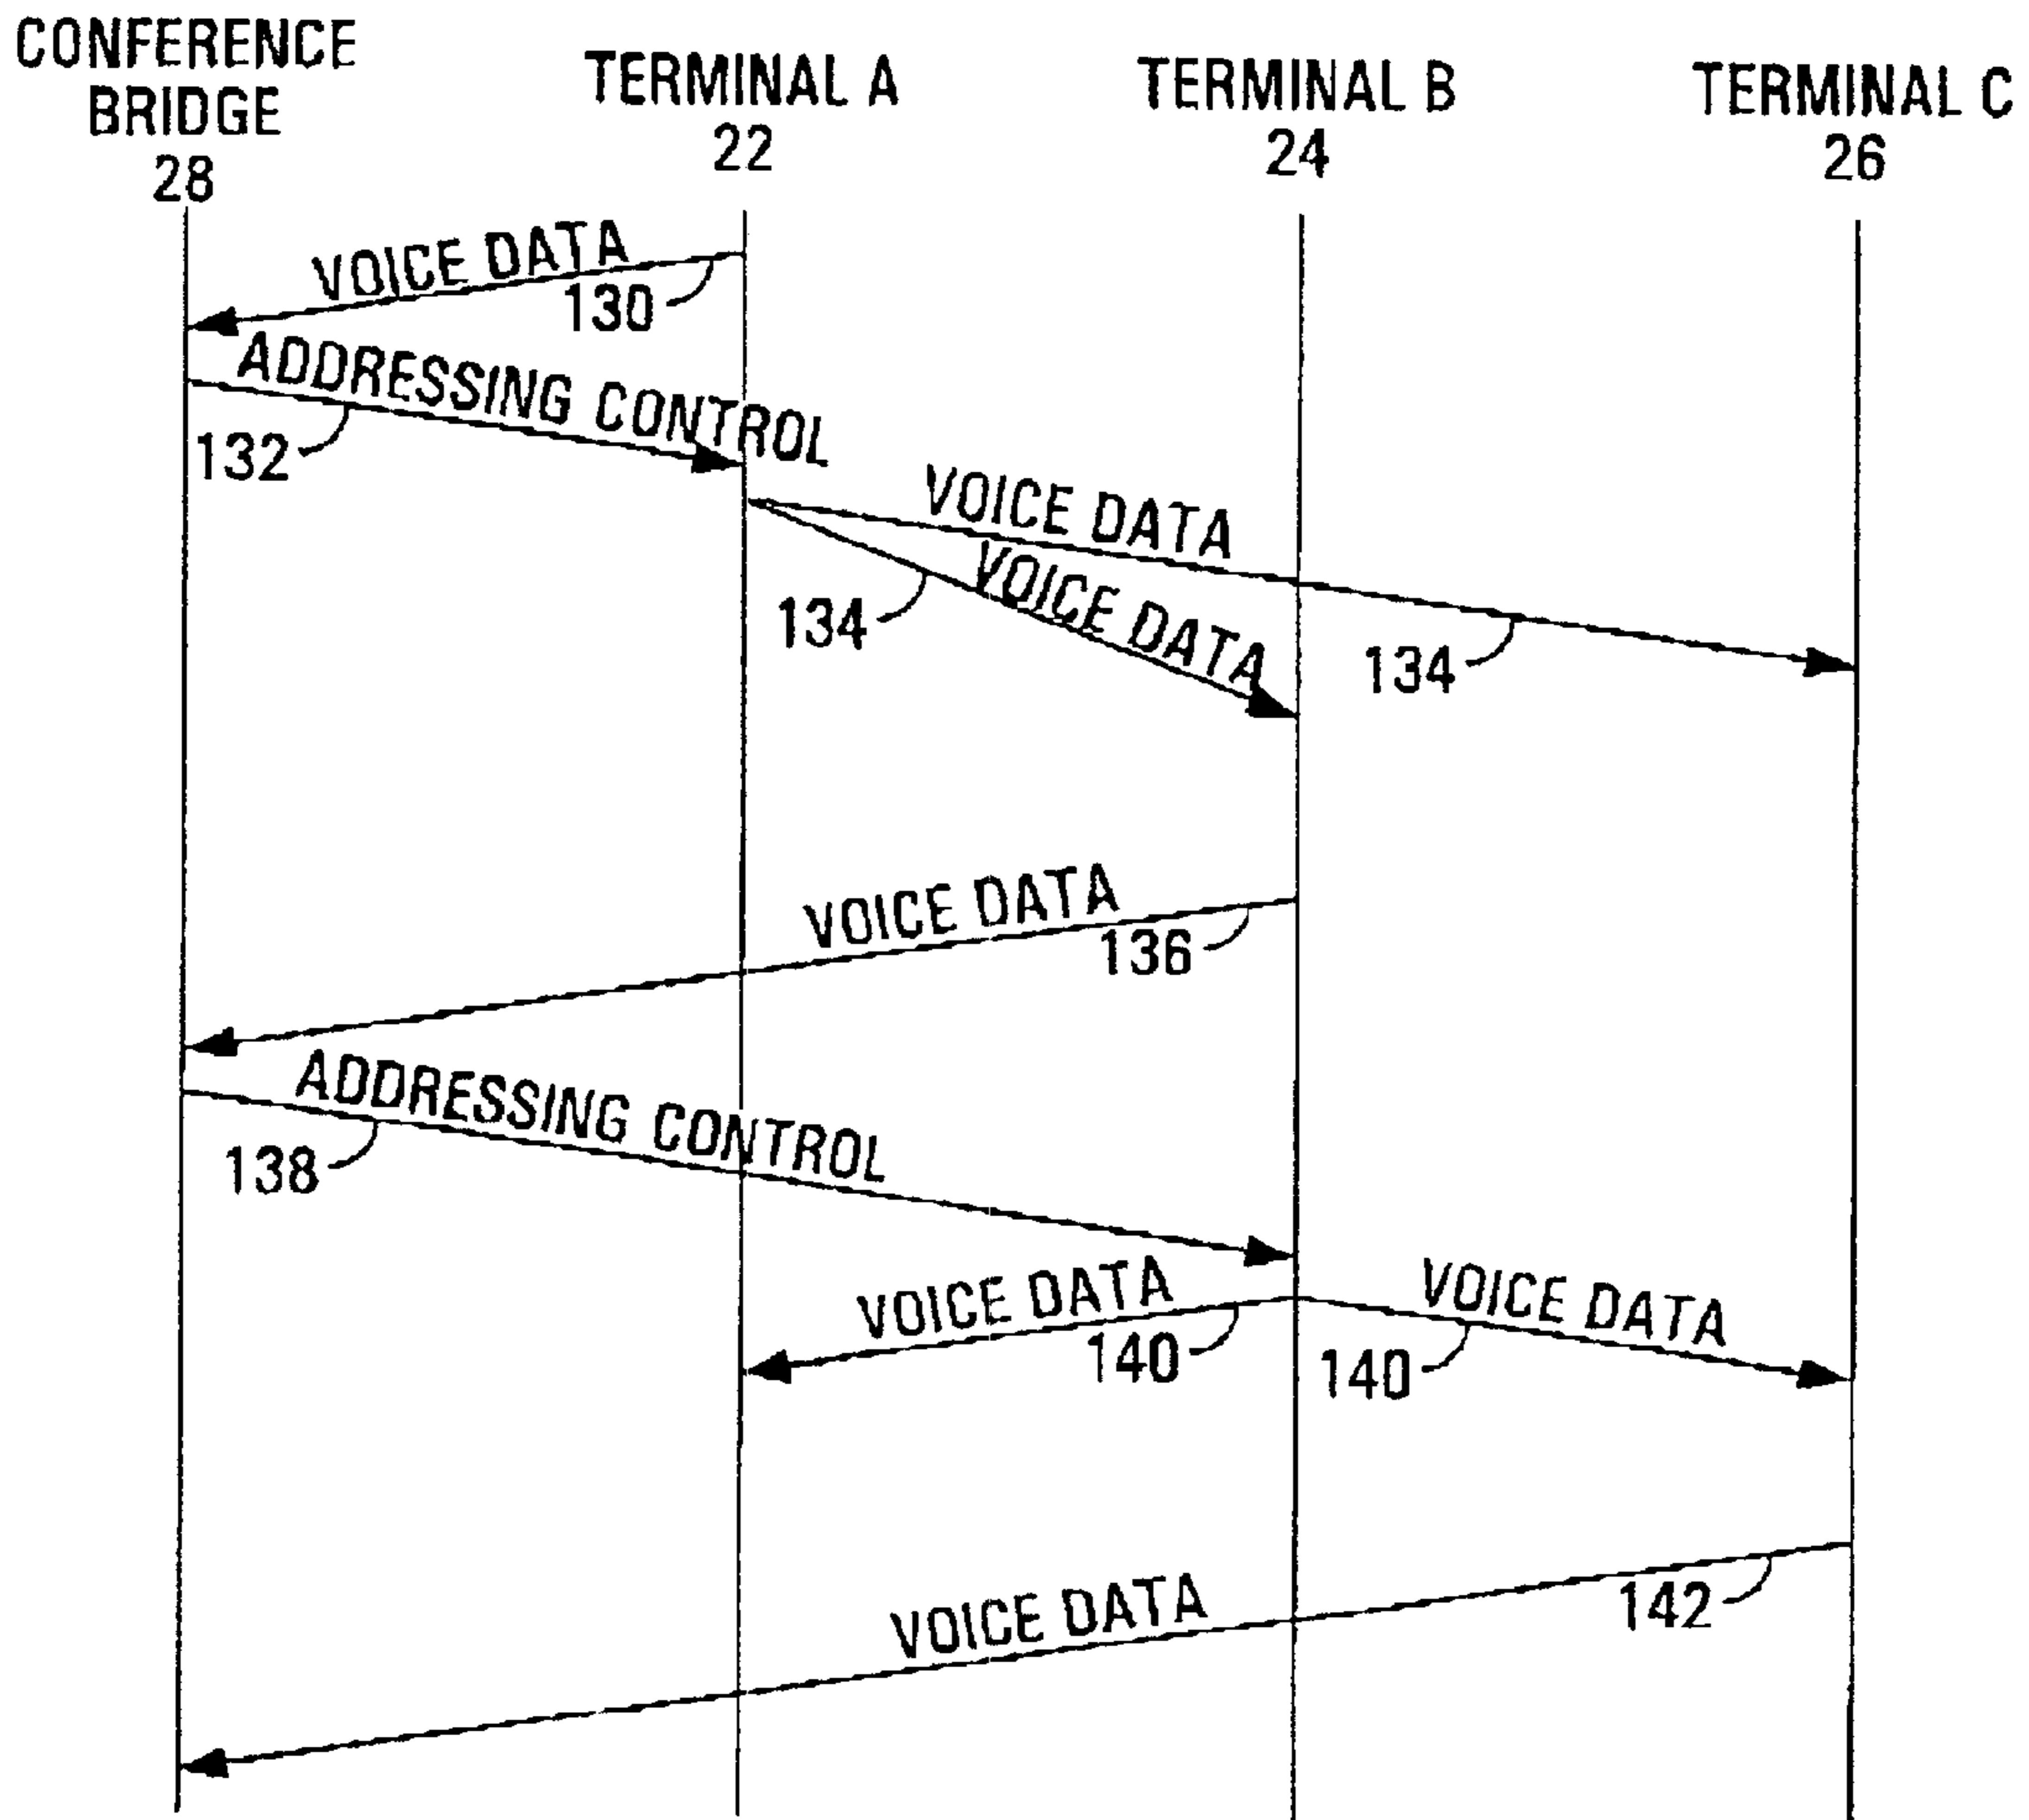 CONFERENCE
BRIDGE
28
TERMINAL A
22
TERMINAL B
24
TERMINAL C
26
VOICE DATA
130
ADDRESSING CONTROL
132
VOICE DATA
VOICE DATA
134
134
VOICE DATA
136
ADDRESSING CONTROL
138
VOICE DATA
140
VOICE DATA
140
142
VOICE DATA